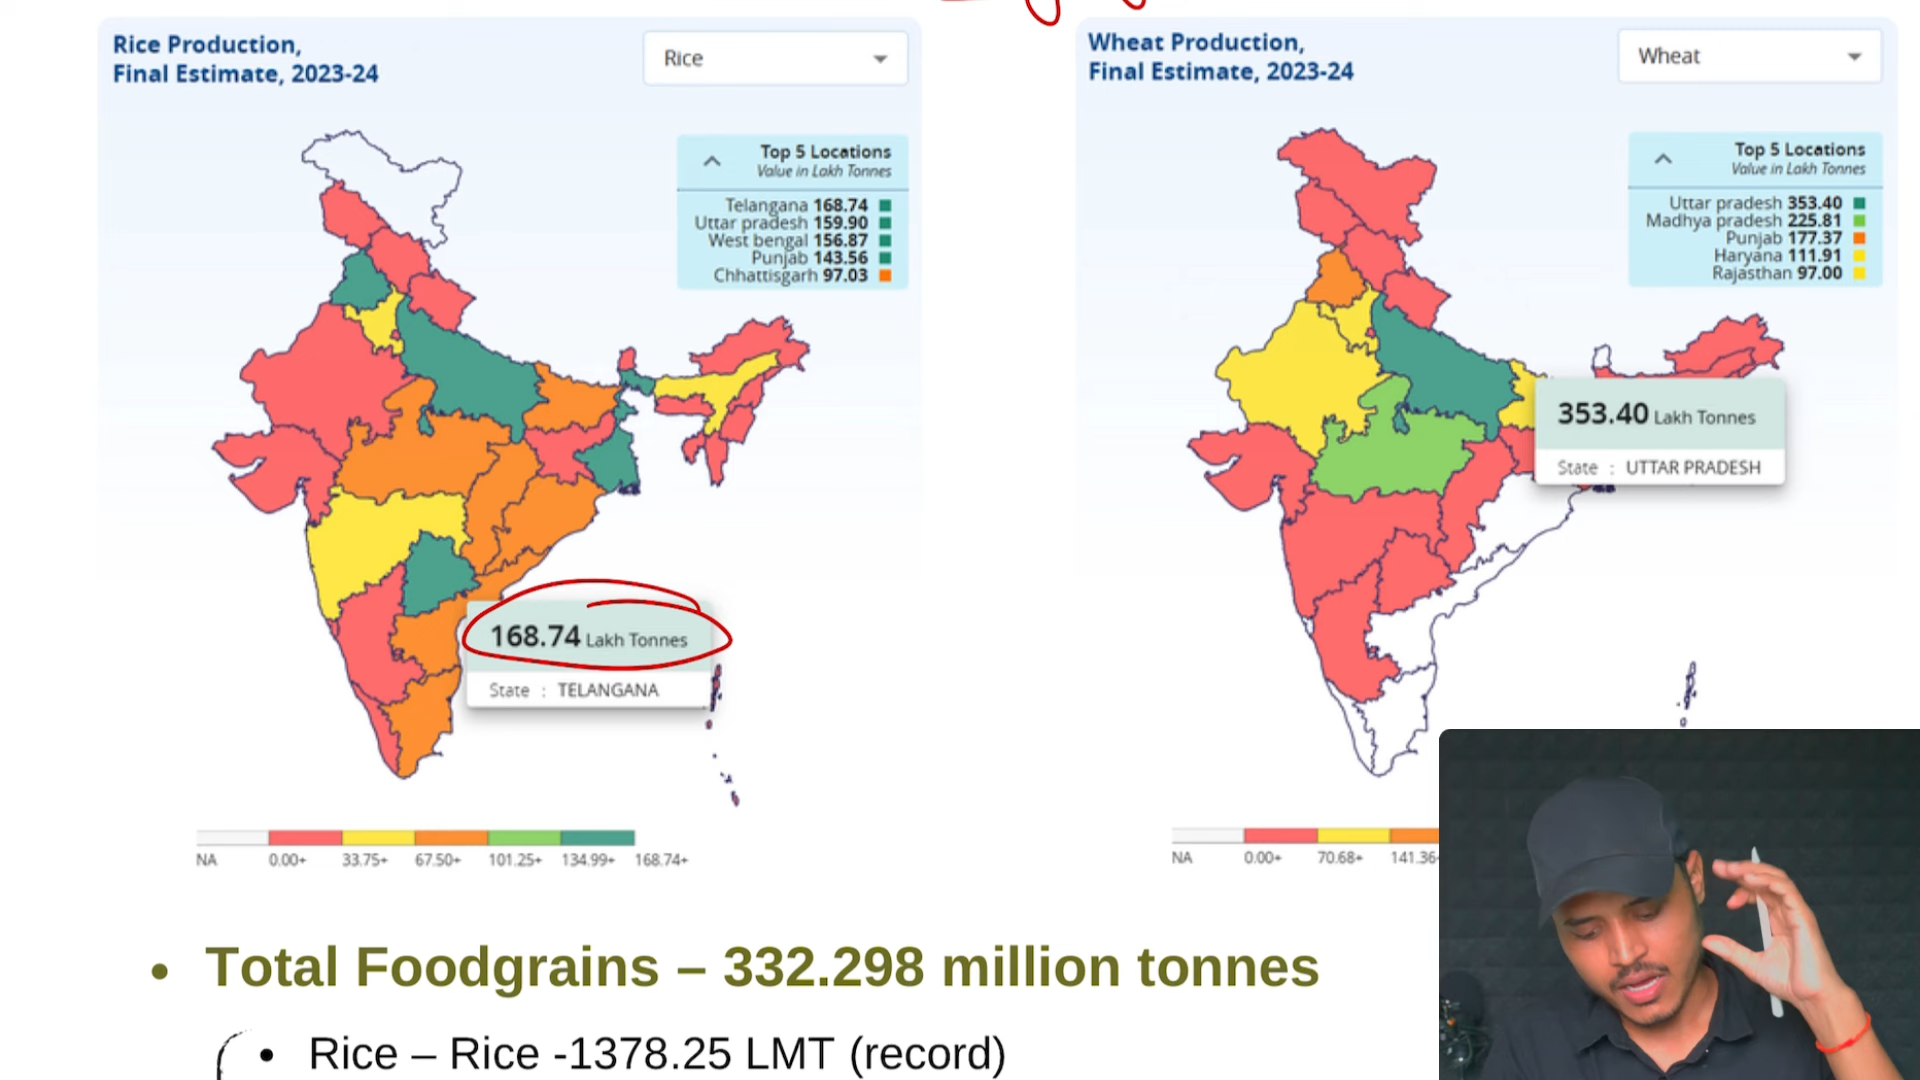 Rice Production,
Final Estimate, 2023-24
Rice
Top 5 Locations
Value in Lakh Tonnes
Telangana 168.74
Uttar pradesh 159.90
West bengal 156.87
Punjab 143.56
Chhattisgarh 97.03
168.74 Lakh Tonnes
State : TELANGANA
NA 0.00+ 33.75+ 67.50+ 101.25+ 134.99+ 168.74+
Wheat Production,
Final Estimate, 2023-24
Wheat
Top 5 Locations
Value in Lakh Tonnes
Uttar pradesh 353.40
Madhya pradesh 225.81
Punjab 177.37
Haryana 111.91
Rajasthan 97.00
353.40 Lakh Tonnes
State : UTTAR PRADESH
NA 0.00+ 70.68+ 141.36
• Total Foodgrains – 332.298 million tonnes
• Rice – Rice -1378.25 LMT (record)